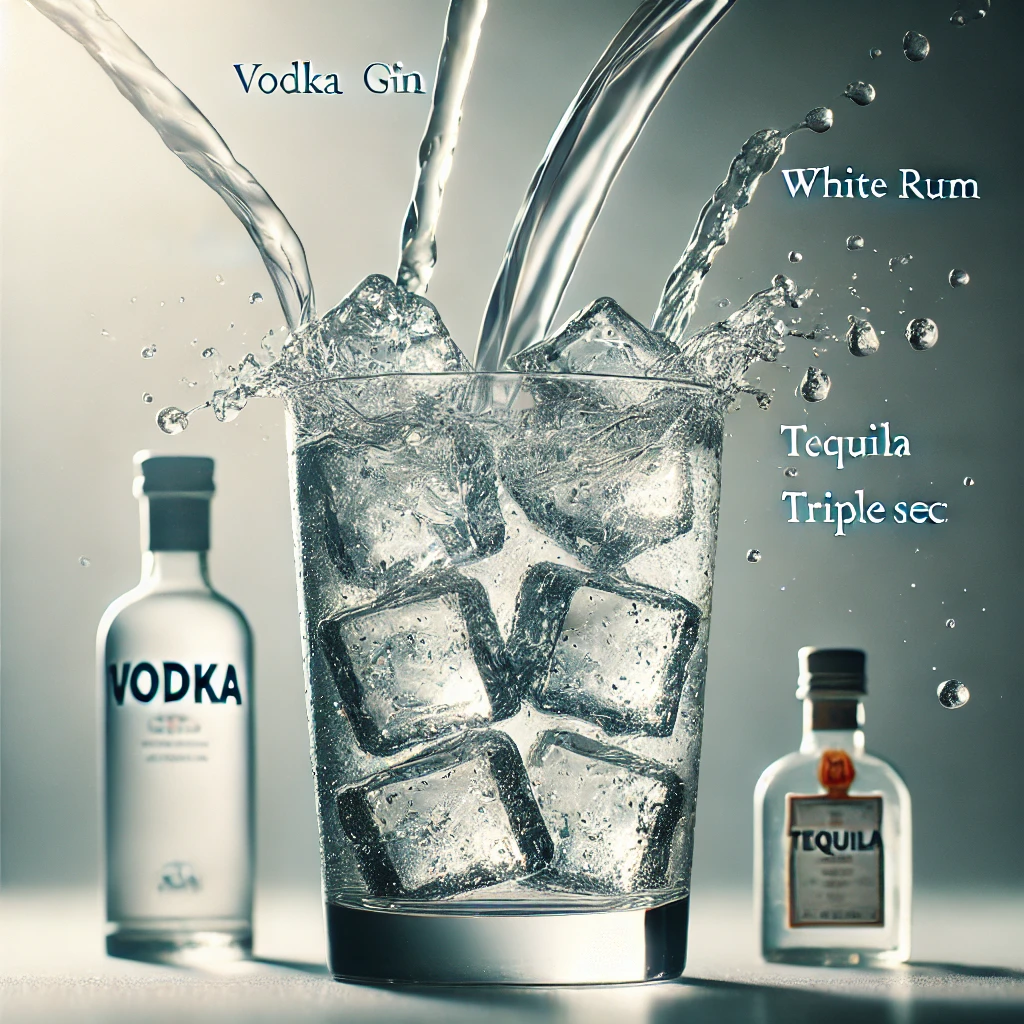 Vodka Gin
White Rum
Tequila
Triple sec
VODKA
TEQUILA